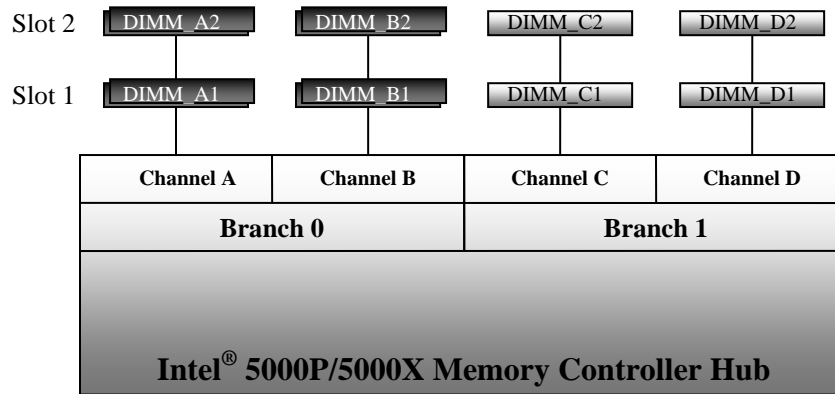 Slot 2 DIMM_A2 DIMM_B2 DIMM_C2 DIMM_D2
Slot 1 DIMM_A1 DIMM_B1 DIMM_C1 DIMM_D1
Channel A Channel B Channel C Channel D
Branch 0 Branch 1
Intel® 5000P/5000X Memory Controller Hub